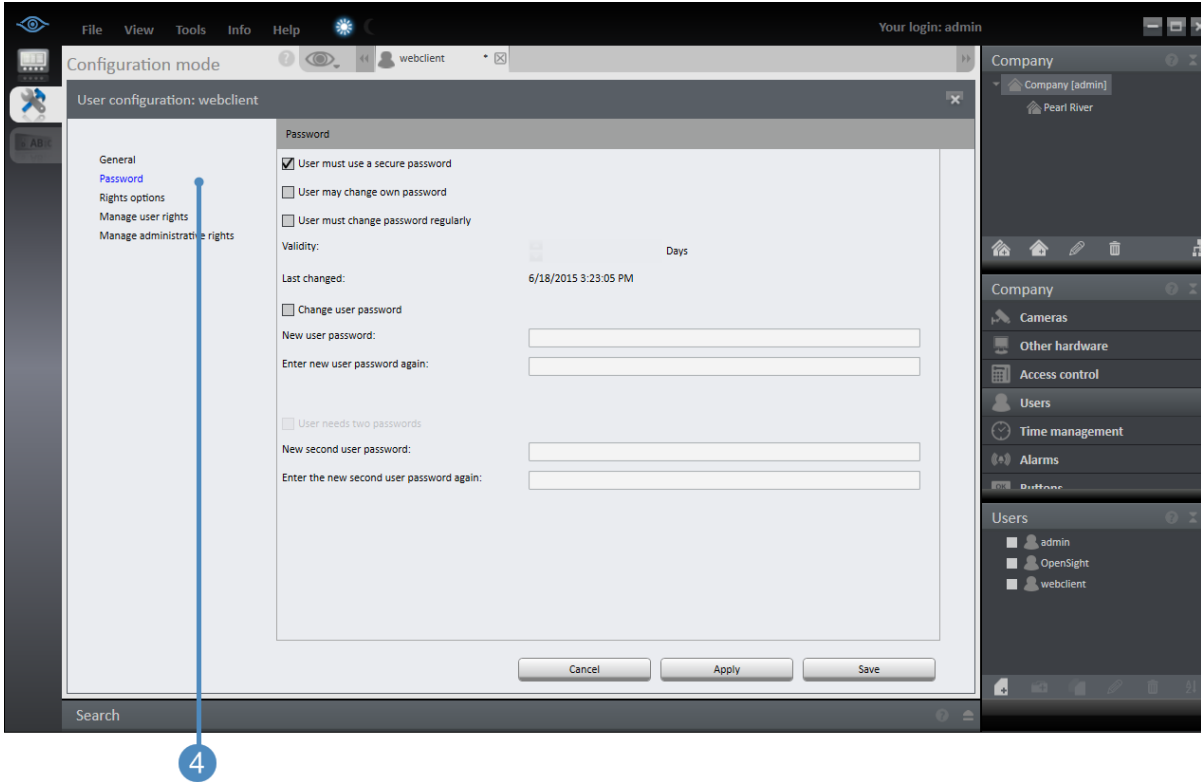 File View Tools Info Help Your login: admin
Configuration mode
webclient *
User configuration: webclient
General
Password
Rights options
Manage user rights
Manage administrative rights
Password
User must use a secure password
User may change own password
User must change password regularly
Validity: Days
Last changed: 6/18/2015 3:23:05 PM
Change user password
New user password:
Enter new user password again:
User needs two passwords
New second user password:
Enter the new second user password again:
Cancel Apply Save
Search
Company
Company [admin]
Pearl River
Company
Cameras
Other hardware
Access control
Users
Time management
Alarms
Buttons
Users
admin
OpenSight
webclient
4